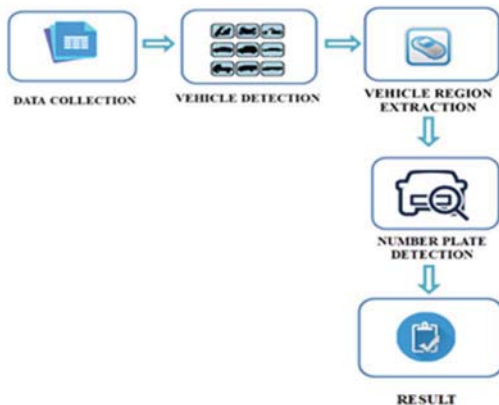 DATA COLLECTION
VEHICLE DETECTION
VEHICLE REGION
EXTRACTION
NUMBER PLATE
DETECTION
RESULT